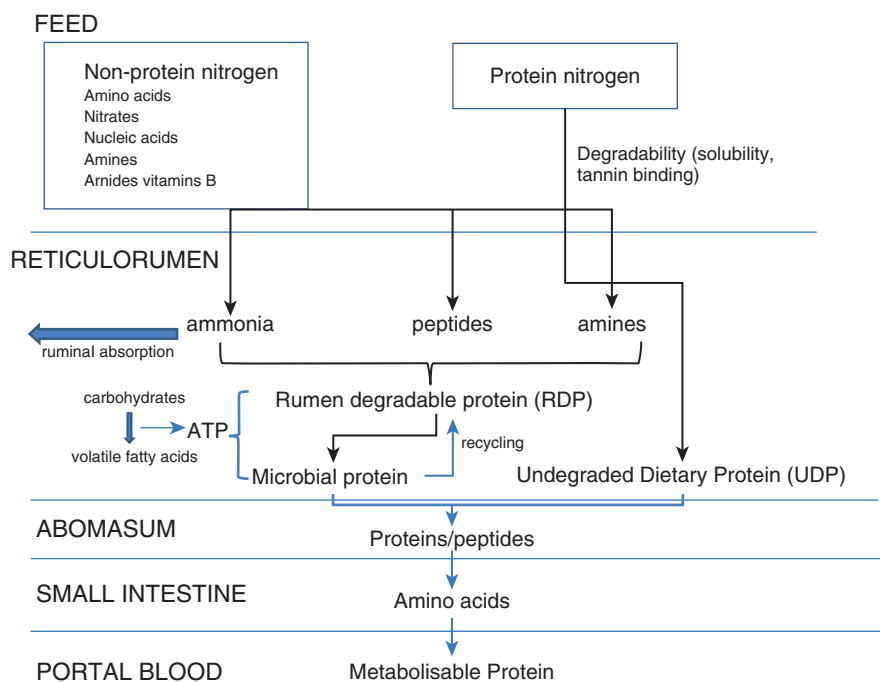 FEED
Non-protein nitrogen
Amino acids
Nitrates
Nucleic acids
Amines
Arnides vitamins B
Protein nitrogen
Degradability (solubility,
tannin binding)
RETICULORUMEN
ammonia
peptides
amines
ruminal absorption
carbohydrates
ATP
volatile fatty acids
Rumen degradable protein (RDP)
recycling
Microbial protein
Undegraded Dietary Protein (UDP)
ABOMASUM
Proteins/peptides
SMALL INTESTINE
Amino acids
PORTAL BLOOD
Metabolisable Protein